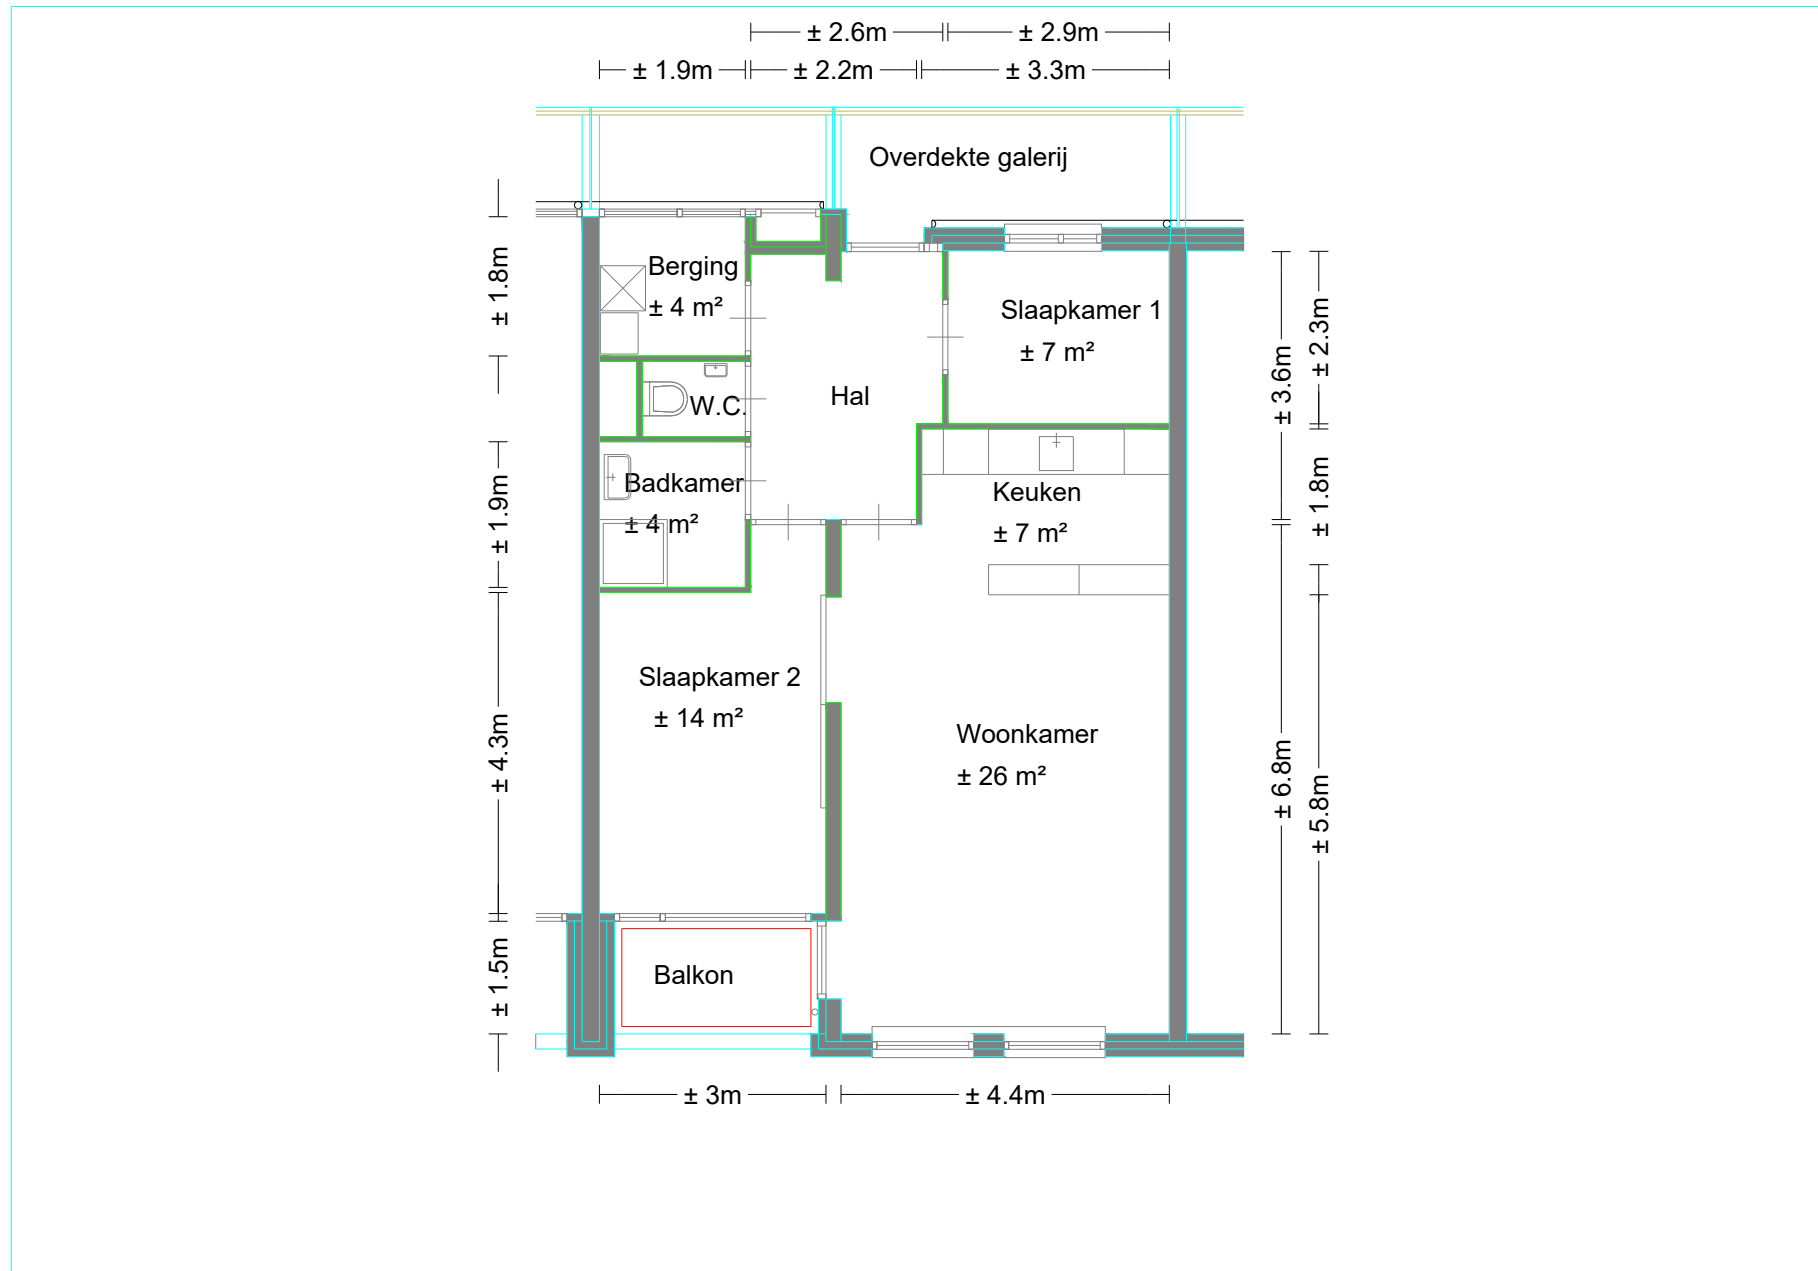 ± 2.6m
± 2.9m
± 1.9m
± 2.2m
± 3.3m
Overdekte galerij
± 1.8m
Berging
± 4 m²
Slaapkamer 1
± 7 m²
± 2.3m
± 3.6m
Hal
W.C.
± 1.9m
Badkamer
± 4 m²
Keuken
± 7 m²
± 1.8m
Slaapkamer 2
± 14 m²
± 4.3m
Woonkamer
± 26 m²
± 6.8m
± 5.8m
Balkon
± 1.5m
± 3m
± 4.4m